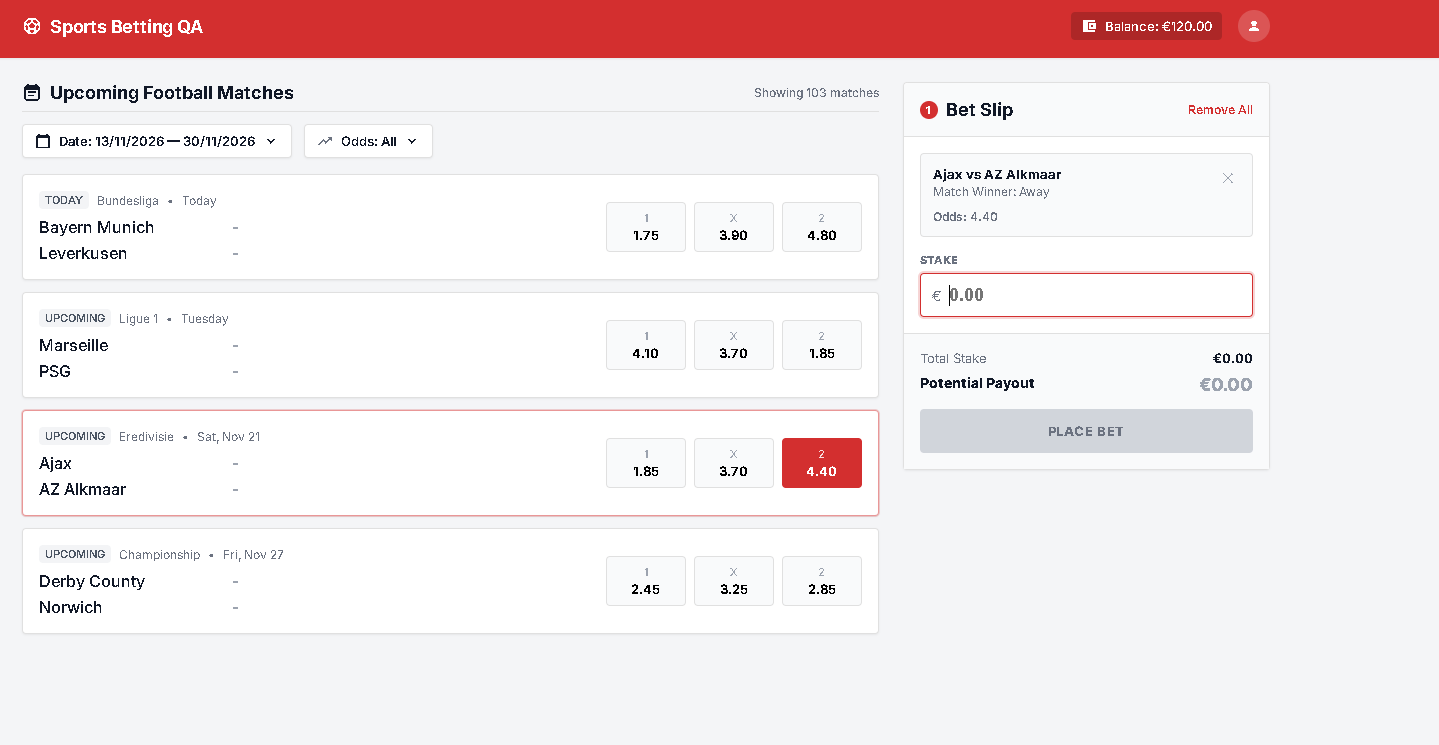 Sports Betting QA
Balance: €120.00
Upcoming Football Matches
Showing 103 matches
Date: 13/11/2026 — 30/11/2026
Odds: All
TODAY Bundesliga • Today
Bayern Munich -
Leverkusen -
1 X 2
1.75 3.90 4.80
UPCOMING Ligue 1 • Tuesday
Marseille -
PSG -
1 X 2
4.10 3.70 1.85
UPCOMING Eredivisie • Sat, Nov 21
Ajax -
AZ Alkmaar -
1 X 2
1.85 3.70 4.40
UPCOMING Championship • Fri, Nov 27
Derby County -
Norwich -
1 X 2
2.45 3.25 2.85
1 Bet Slip Remove All
Ajax vs AZ Alkmaar
Match Winner: Away
Odds: 4.40
STAKE
€ 0.00
Total Stake €0.00
Potential Payout €0.00
PLACE BET